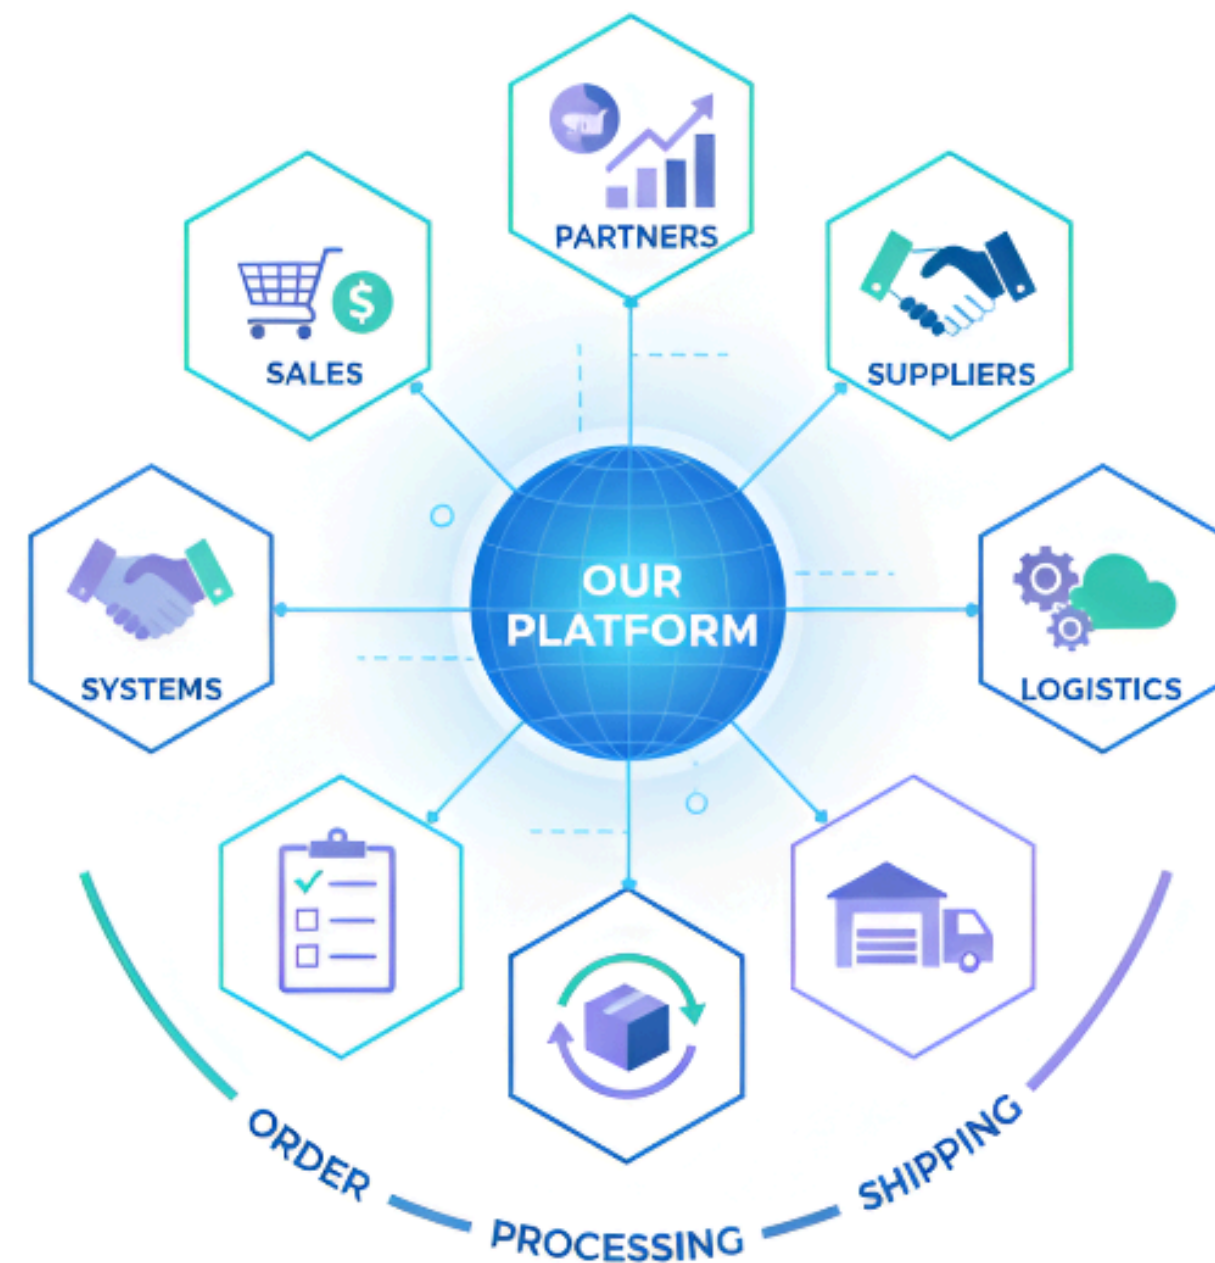 PARTNERS
SALES
$
SUPPLIERS
OUR
PLATFORM
SYSTEMS
LOGISTICS
ORDER
PROCESSING
SHIPPING